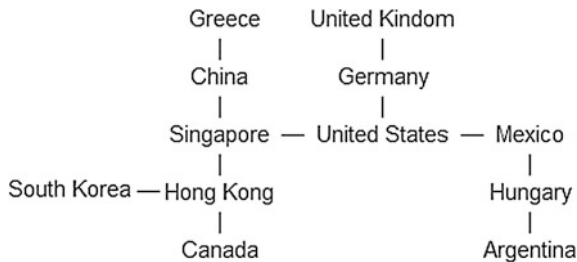 Greece United Kindom
China Germany
Singapore — United States — Mexico
South Korea — Hong Kong Hungary
Canada Argentina